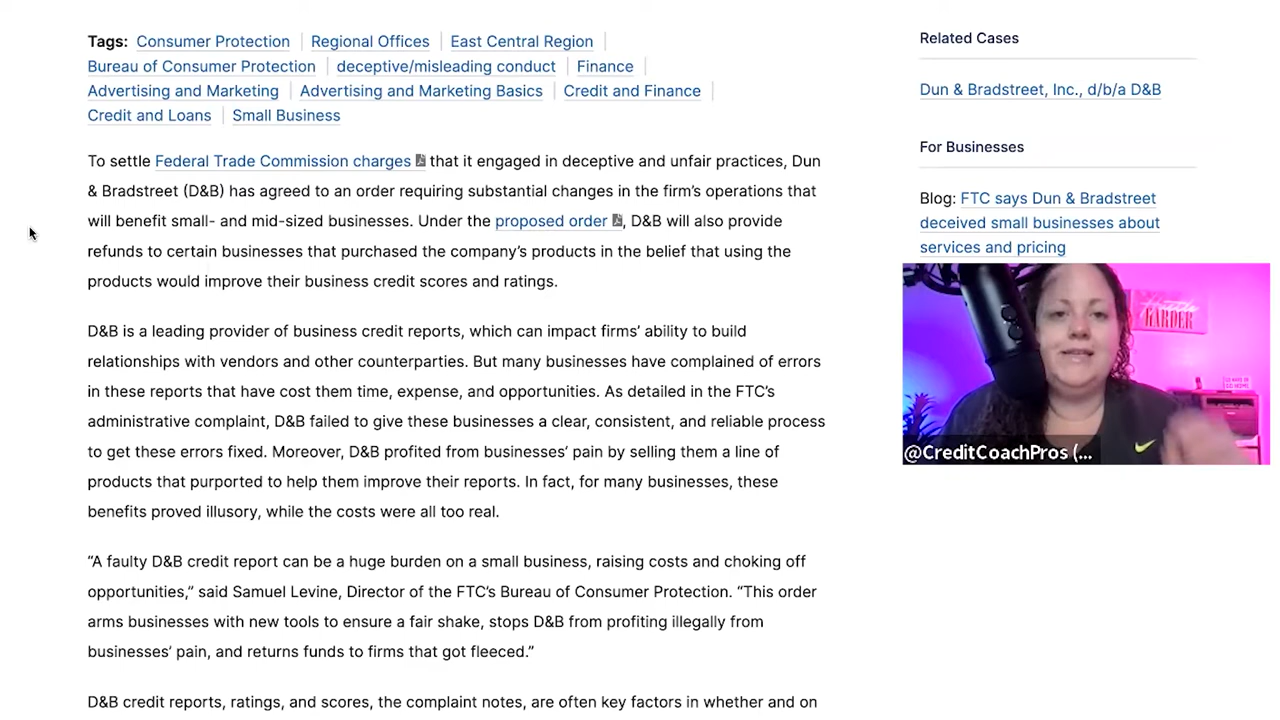 Tags: Consumer Protection | Regional Offices | East Central Region |
Bureau of Consumer Protection | deceptive/misleading conduct | Finance |
Advertising and Marketing | Advertising and Marketing Basics | Credit and Finance |
Credit and Loans | Small Business
To settle Federal Trade Commission charges that it engaged in deceptive and unfair practices, Dun
& Bradstreet (D&B) has agreed to an order requiring substantial changes in the firm's operations that
will benefit small- and mid-sized businesses. Under the proposed order, D&B will also provide
refunds to certain businesses that purchased the company's products in the belief that using the
products would improve their business credit scores and ratings.
D&B is a leading provider of business credit reports, which can impact firms' ability to build
relationships with vendors and other counterparties. But many businesses have complained of errors
in these reports that have cost them time, expense, and opportunities. As detailed in the FTC's
administrative complaint, D&B failed to give these businesses a clear, consistent, and reliable process
to get these errors fixed. Moreover, D&B profited from businesses' pain by selling them a line of
products that purported to help them improve their reports. In fact, for many businesses, these
benefits proved illusory, while the costs were all too real.
“A faulty D&B credit report can be a huge burden on a small business, raising costs and choking off
opportunities,” said Samuel Levine, Director of the FTC's Bureau of Consumer Protection. “This order
arms businesses with new tools to ensure a fair shake, stops D&B from profiting illegally from
businesses' pain, and returns funds to firms that got fleeced.”
D&B credit reports, ratings, and scores, the complaint notes, are often key factors in whether and on
Related Cases
Dun & Bradstreet, Inc., d/b/a D&B
For Businesses
Blog: FTC says Dun & Bradstreet
deceived small businesses about
services and pricing
Hustle
HARDER
@CreditCoachPros (...